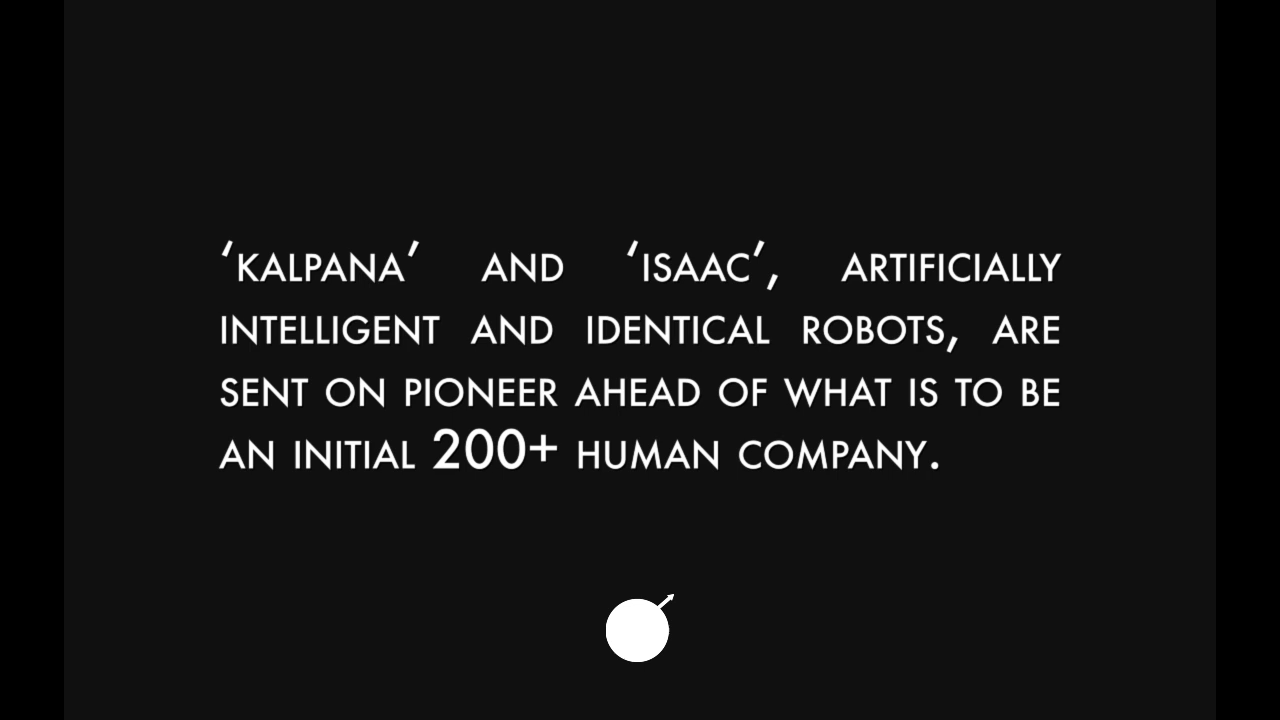 ‘KALPANA’ AND ‘ISAAC’, ARTIFICIALLY
INTELLIGENT AND IDENTICAL ROBOTS, ARE
SENT ON PIONEER AHEAD OF WHAT IS TO BE
AN INITIAL 200+ HUMAN COMPANY.